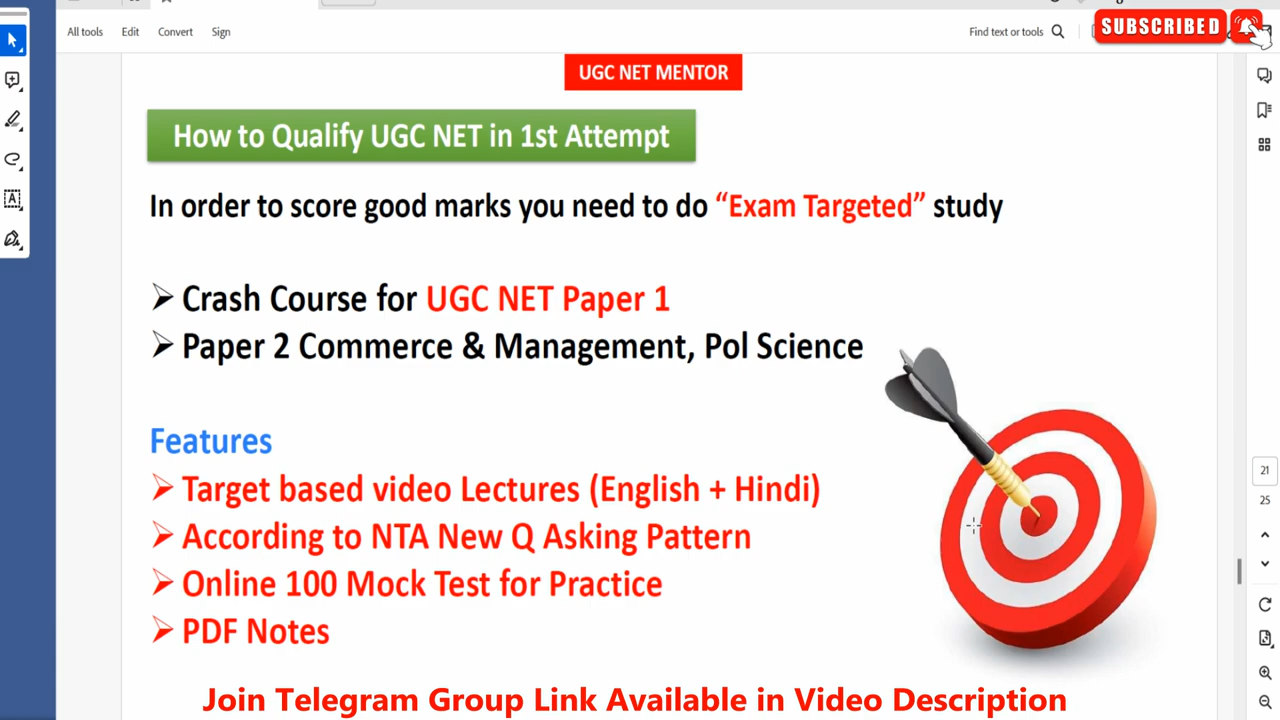 All tools Edit Convert Sign Find text or tools SUBSCRIBED
UGC NET MENTOR
How to Qualify UGC NET in 1st Attempt
In order to score good marks you need to do “Exam Targeted” study
➢ Crash Course for UGC NET Paper 1
➢ Paper 2 Commerce & Management, Pol Science
Features
➢ Target based video Lectures (English + Hindi)
➢ According to NTA New Q Asking Pattern
➢ Online 100 Mock Test for Practice
➢ PDF Notes
21
25
Join Telegram Group Link Available in Video Description